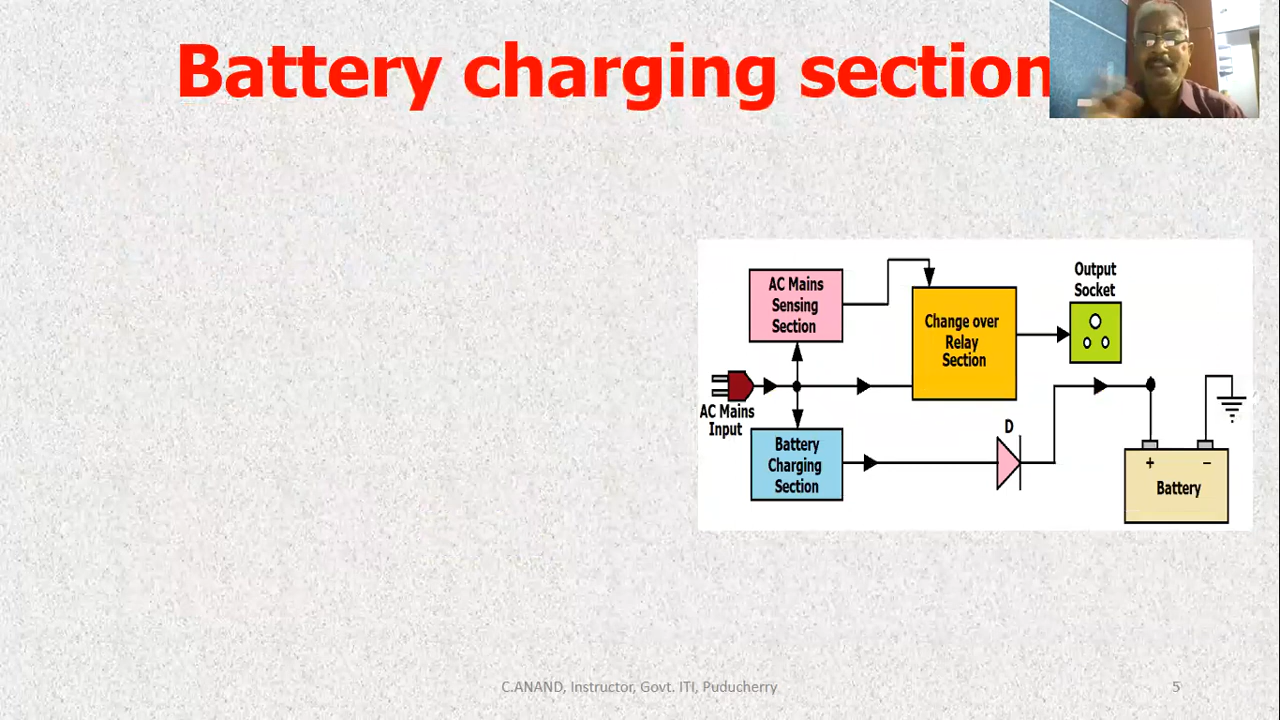 Battery charging section
AC Mains
Sensing
Section
Change over
Relay
Section
Output
Socket
AC Mains
Input
Battery
Charging
Section
D
+
−
Battery
C.ANAND, Instructor, Govt. ITI, Puducherry
5